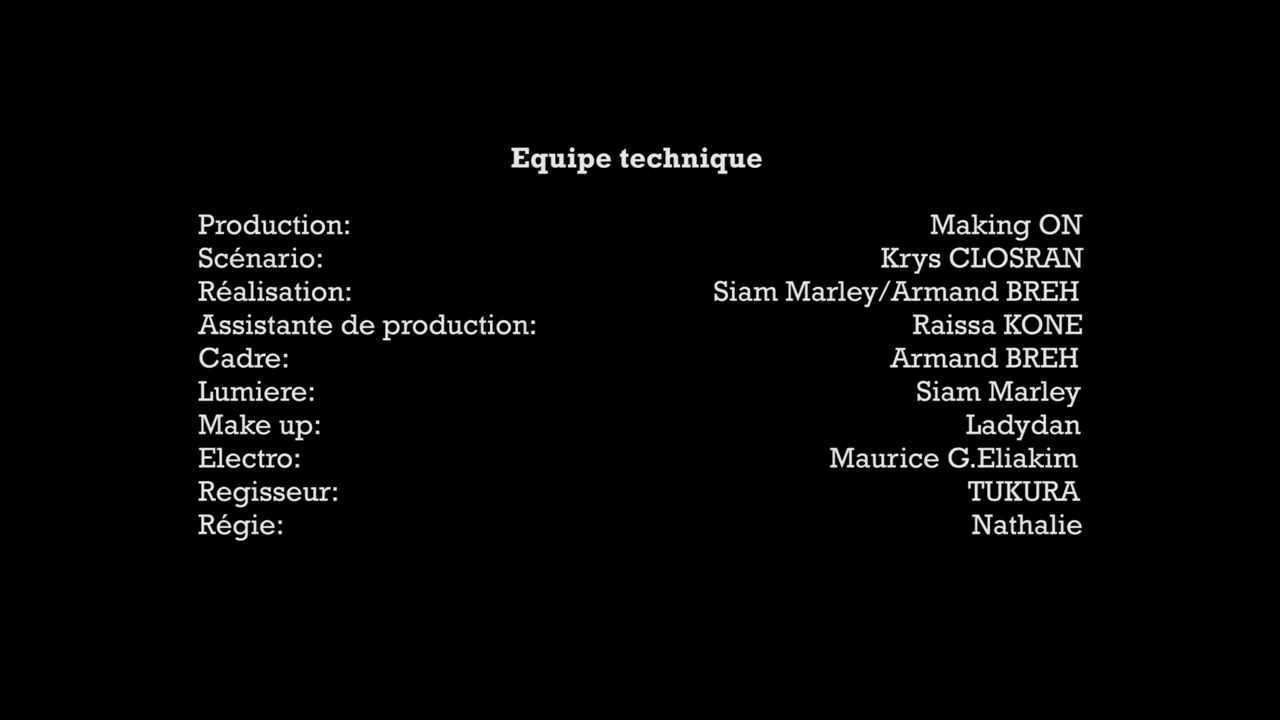 Equipe technique
Production: Making ON
Scénario: Krys CLOSRAN
Réalisation: Siam Marley/Armand BREH
Assistante de production: Raissa KONE
Cadre: Armand BREH
Lumiere: Siam Marley
Make up: Ladydan
Electro: Maurice G.Eliakim
Regisseur: TUKURA
Régie: Nathalie